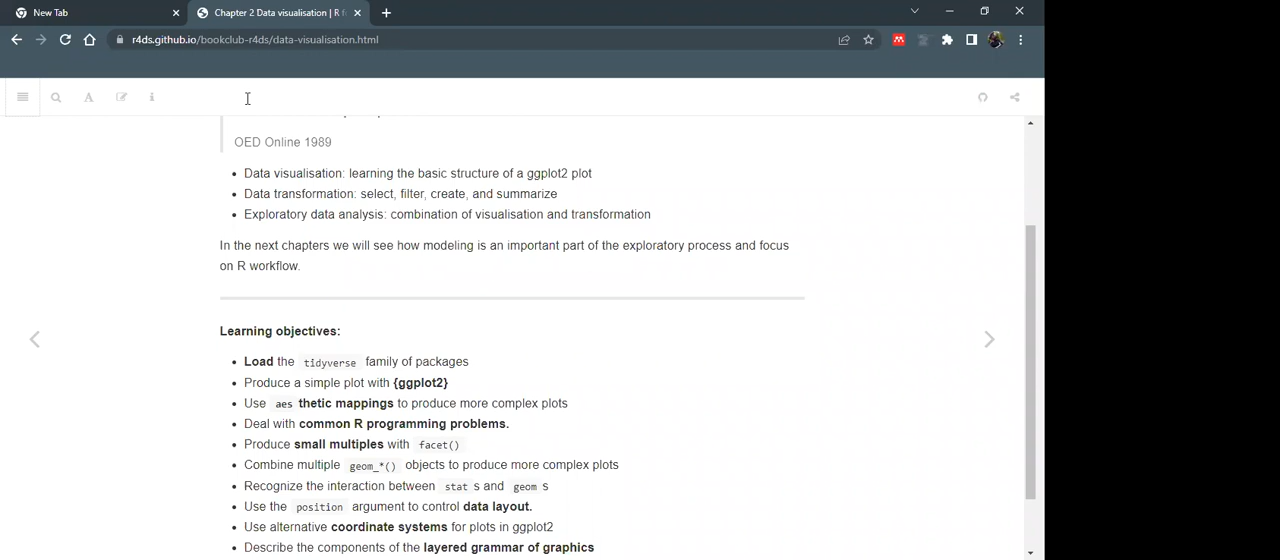 New Tab
Chapter 2 Data visualisation | R f
r4ds.github.io/bookclub-r4ds/data-visualisation.html
OED Online 1989
• Data visualisation: learning the basic structure of a ggplot2 plot
• Data transformation: select, filter, create, and summarize
• Exploratory data analysis: combination of visualisation and transformation
In the next chapters we will see how modeling is an important part of the exploratory process and focus
on R workflow.
Learning objectives:
• Load the tidyverse family of packages
• Produce a simple plot with {ggplot2}
• Use aes thetic mappings to produce more complex plots
• Deal with common R programming problems.
• Produce small multiples with facet()
• Combine multiple geom_*() objects to produce more complex plots
• Recognize the interaction between stat s and geom s
• Use the position argument to control data layout.
• Use alternative coordinate systems for plots in ggplot2
• Describe the components of the layered grammar of graphics